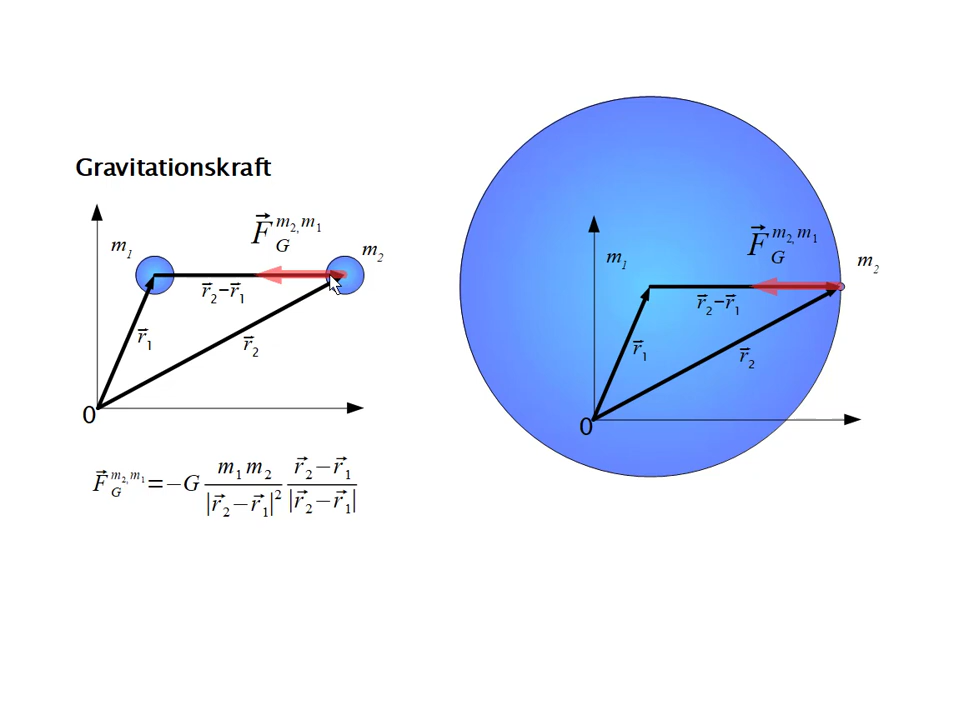 Gravitationskraft
m₁
F⃗_G^{m₂,m₁}
m₂
r⃗₂−r⃗₁
r⃗₁
r⃗₂
0
F⃗_G^{m₂,m₁}=−G m₁m₂/|r⃗₂−r⃗₁|² r⃗₂−r⃗₁/|r⃗₂−r⃗₁|
m₁
F⃗_G^{m₂,m₁}
m₂
r⃗₂−r⃗₁
r⃗₁
r⃗₂
0